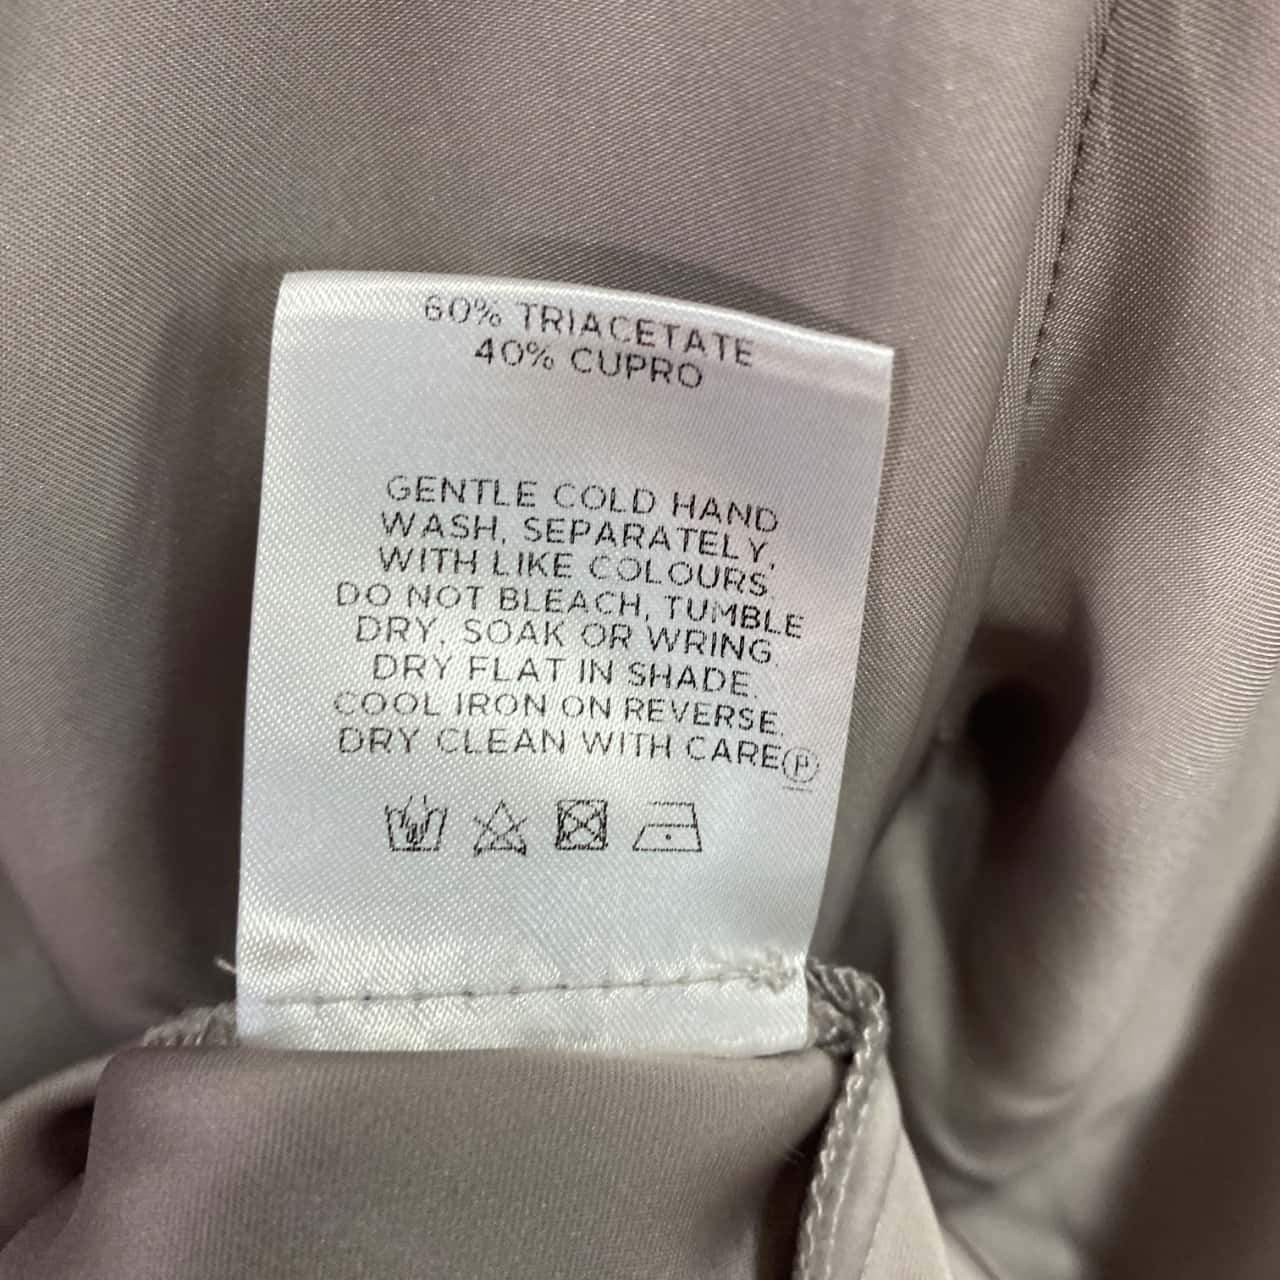 60% TRIACETATE
40% CUPRO
GENTLE COLD HAND
WASH, SEPARATELY,
WITH LIKE COLOURS.
DO NOT BLEACH, TUMBLE
DRY, SOAK OR WRING.
DRY FLAT IN SHADE.
COOL IRON ON REVERSE.
DRY CLEAN WITH CARE P